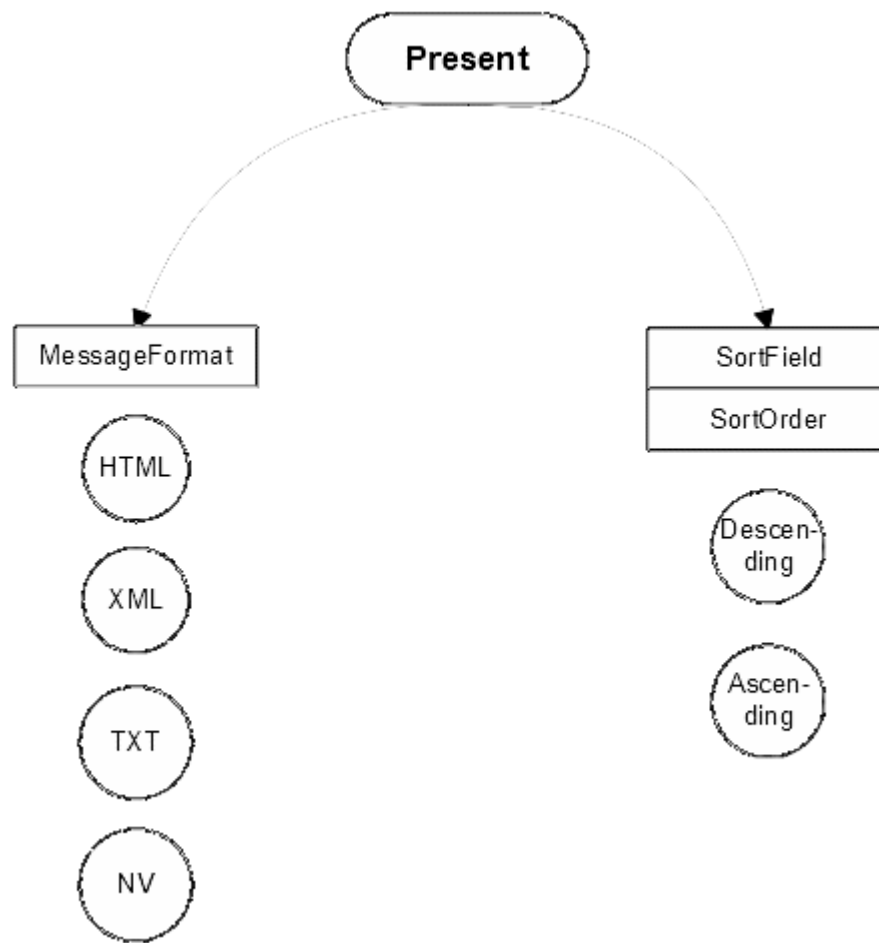 Present
MessageFormat
HTML
XML
TXT
NV
SortField
SortOrder
Descen-
ding
Ascen-
ding